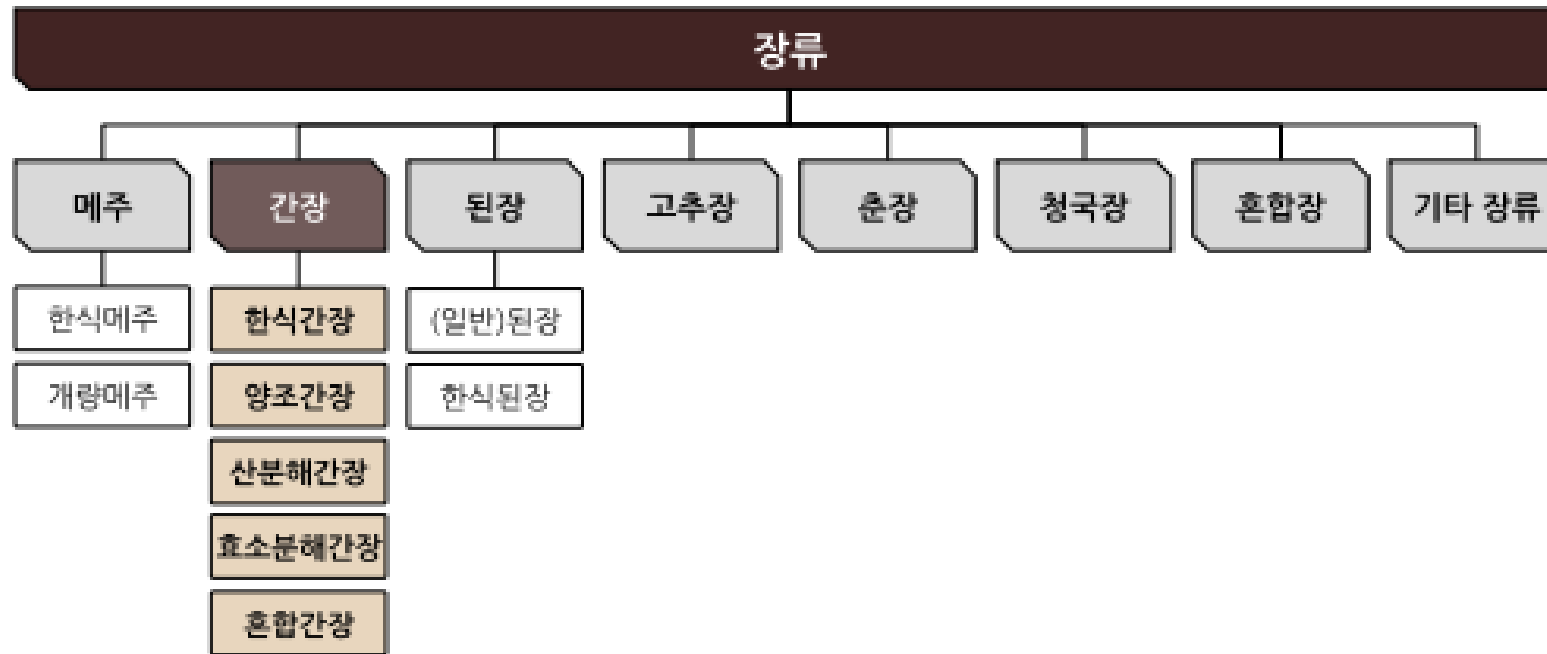 장류
메주 간장 된장 고추장 춘장 청국장 혼합장 기타 장류
한식메주 한식간장 (일반)된장
개량메주 양조간장 한식된장
산분해간장
효소분해간장
혼합간장